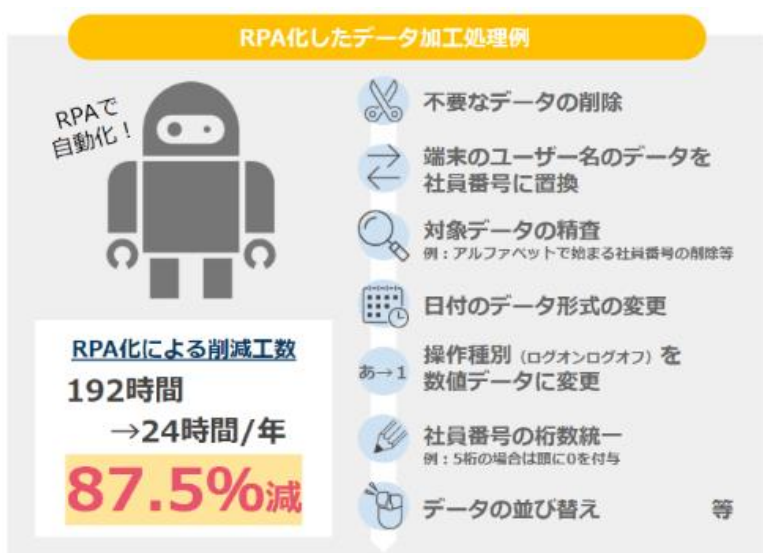 RPA化したデータ加工処理例
RPAで
自動化！
不要なデータの削除
端末のユーザー名のデータを
社員番号に置換
対象データの精査
例：アルファベットで始まる社員番号の削除等
日付のデータ形式の変更
あ→1
操作種別（ログオンログオフ）を
数値データに変更
社員番号の桁数統一
例：5桁の場合は頭に0を付与
データの並び替え 等
RPA化による削減工数
192時間
→24時間/年
87.5%減